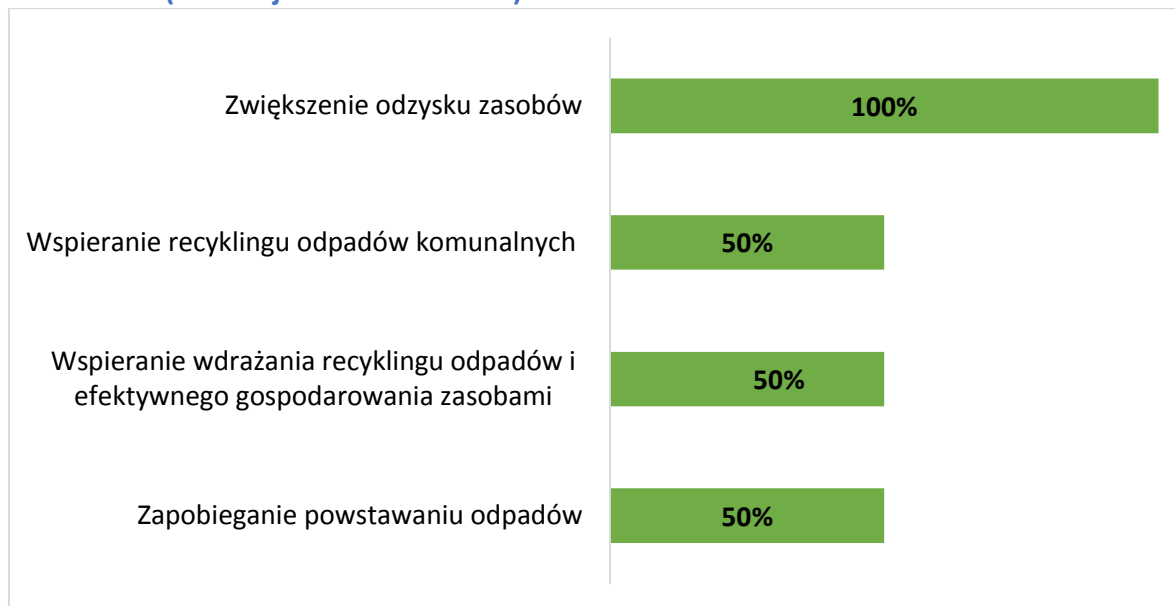 Zwiększenie odzysku zasobów
100%
Wspieranie recyklingu odpadów komunalnych
50%
Wspieranie wdrażania recyklingu odpadów i
efektywnego gospodarowania zasobami
50%
Zapobieganie powstawaniu odpadów
50%